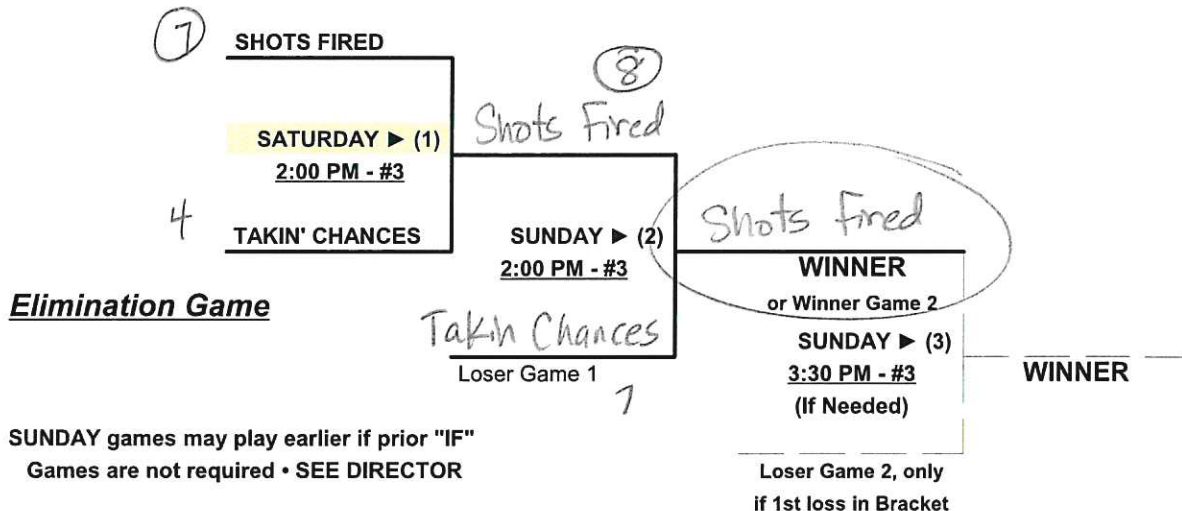 7 SHOTS FIRED
8
Shots Fired
SATURDAY ► (1)
2:00 PM - #3
Shots Fired
4 TAKIN' CHANCES
SUNDAY ► (2)
2:00 PM - #3
WINNER
or Winner Game 2
Elimination Game
Takin Chances
SUNDAY ► (3)
Loser Game 1
7
3:30 PM - #3
WINNER
(If Needed)
SUNDAY games may play earlier if prior "IF"
Games are not required • SEE DIRECTOR
Loser Game 2, only
if 1st loss in Bracket